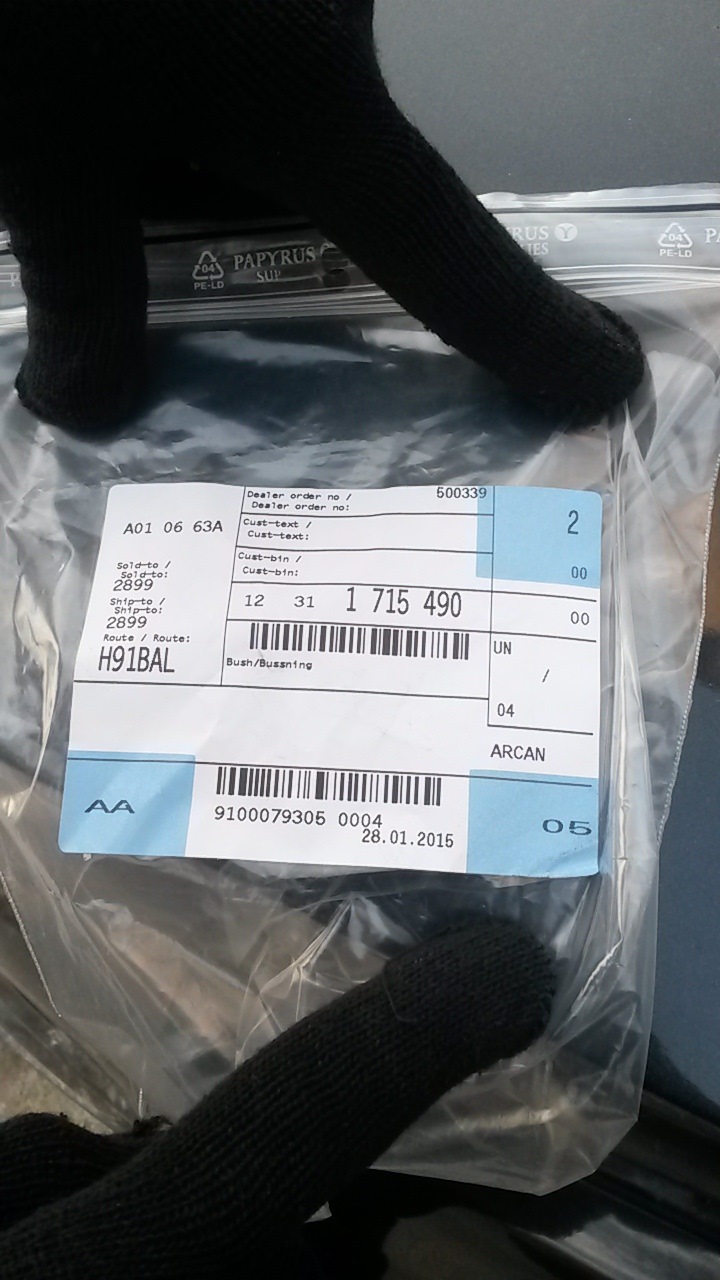 RUS Y
04 PAPYRUS 04
PE-LD SUP IES PE-LD
Dealer order no / 500339
Dealer order no:
A01 06 63A
Cust-text /
Cust-text:
2
Cust-bin /
Cust-bin:
00
Sold-to /
Sold-to:
2899
Ship-to /
Ship-to:
2899
Route / Route:
H91BAL
12 31 1 715 490
00
Bush/Bussning
UN
/
04
ARCAN
AA
9100079305 0004
28.01.2015
05